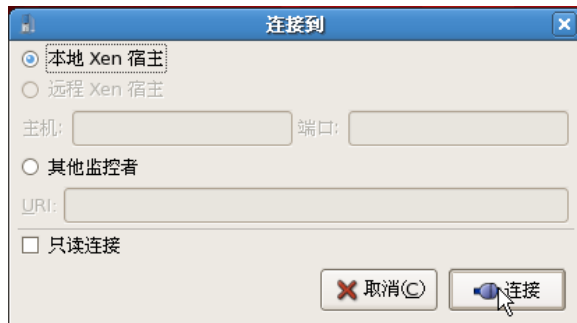 连接到
本地 Xen 宿主
远程 Xen 宿主
主机: 端口:
其他监控者
URI:
只读连接
取消(C) 连接